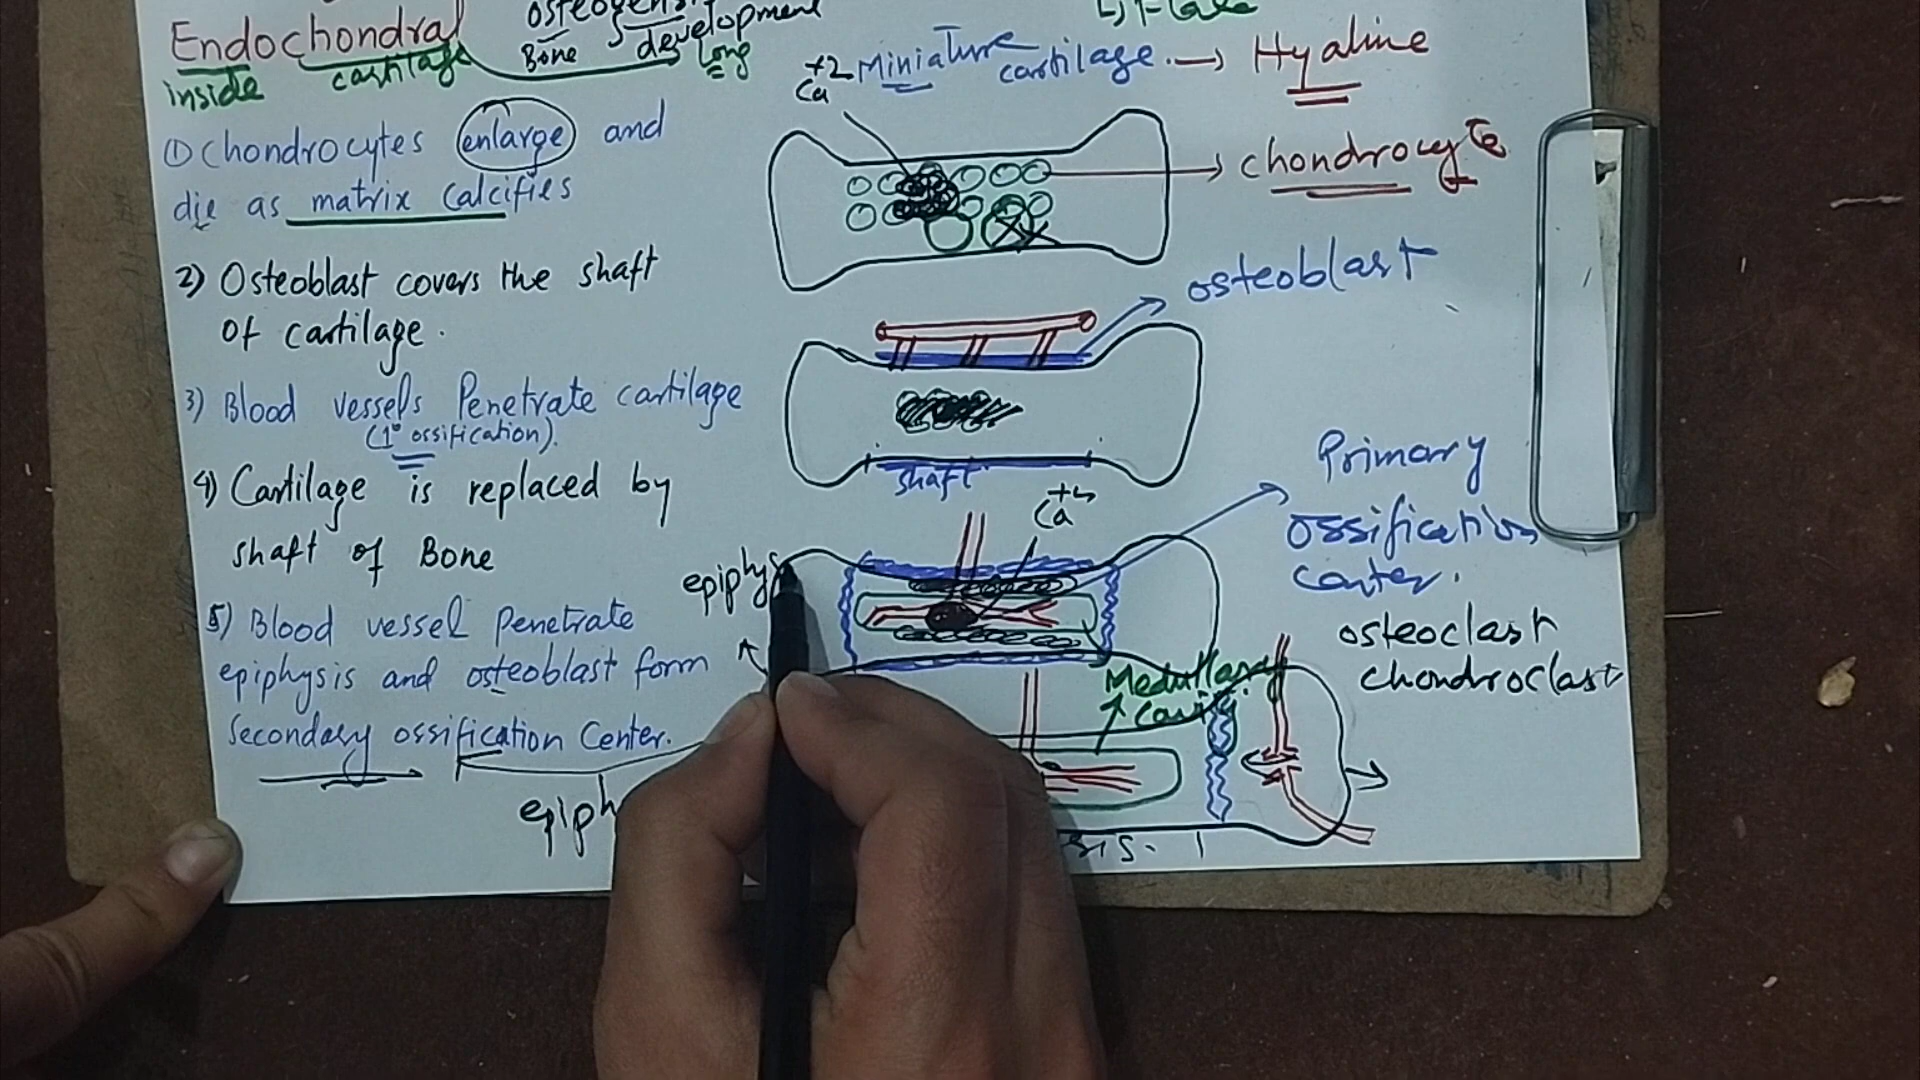 Endochondral
inside
cartilage
Bone development
long
① Chondrocytes enlarge and
die as matrix calcifies
2) Osteoblast covers the shaft
of cartilage.
3) Blood vessels Penetrate cartilage
(1° ossification).
4) Cartilage is replaced by
shaft of Bone
5) Blood vessel Penetrate
epiphysis and osteoblast form
Secondary ossification Center.
Ca+2
Miniature cartilage. → Hyaline
chondrocyte
osteoblast
shaft
Primary
ossification
center.
Medullary
osteoclast
chondroclast